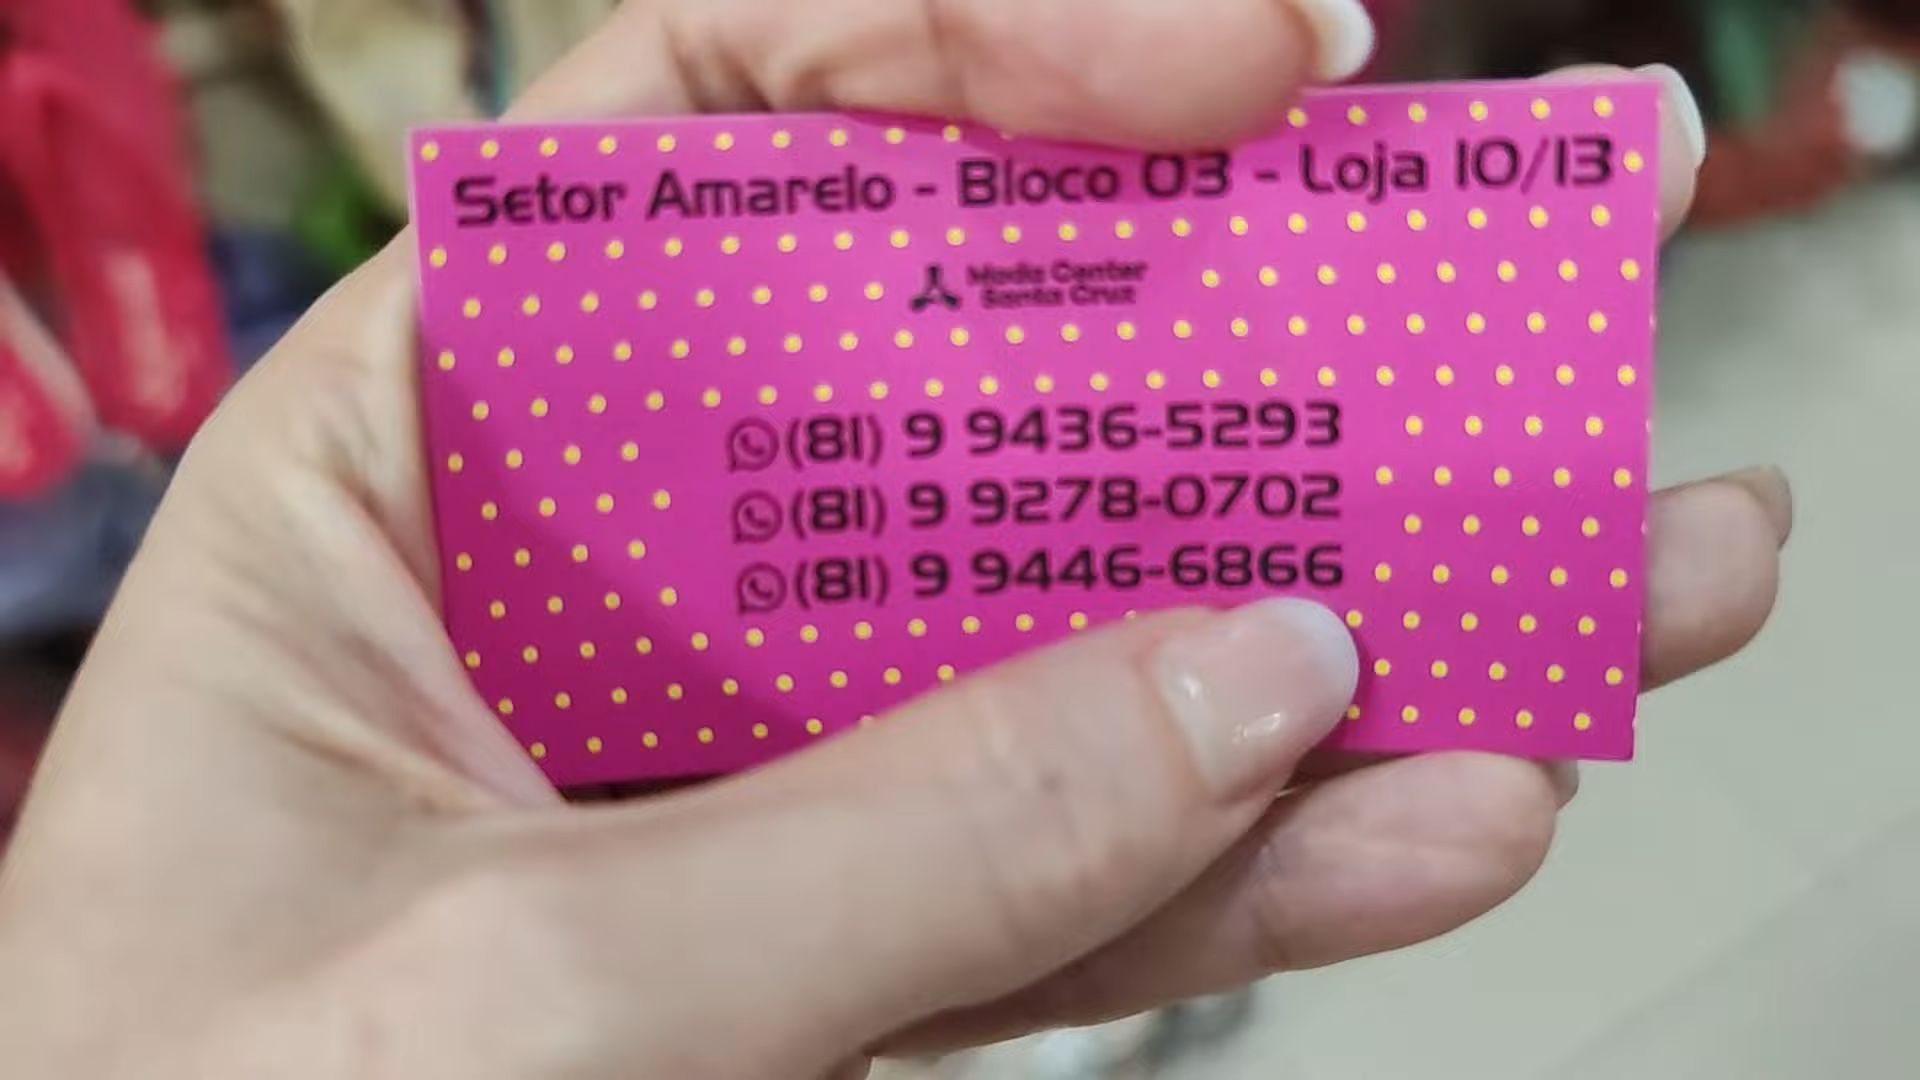 Setor Amarelo - Bloco 03 - Loja 10/13
Moda Center
Santa Cruz
(81) 9 9436-5293
(81) 9 9278-0702
(81) 9 9446-6866